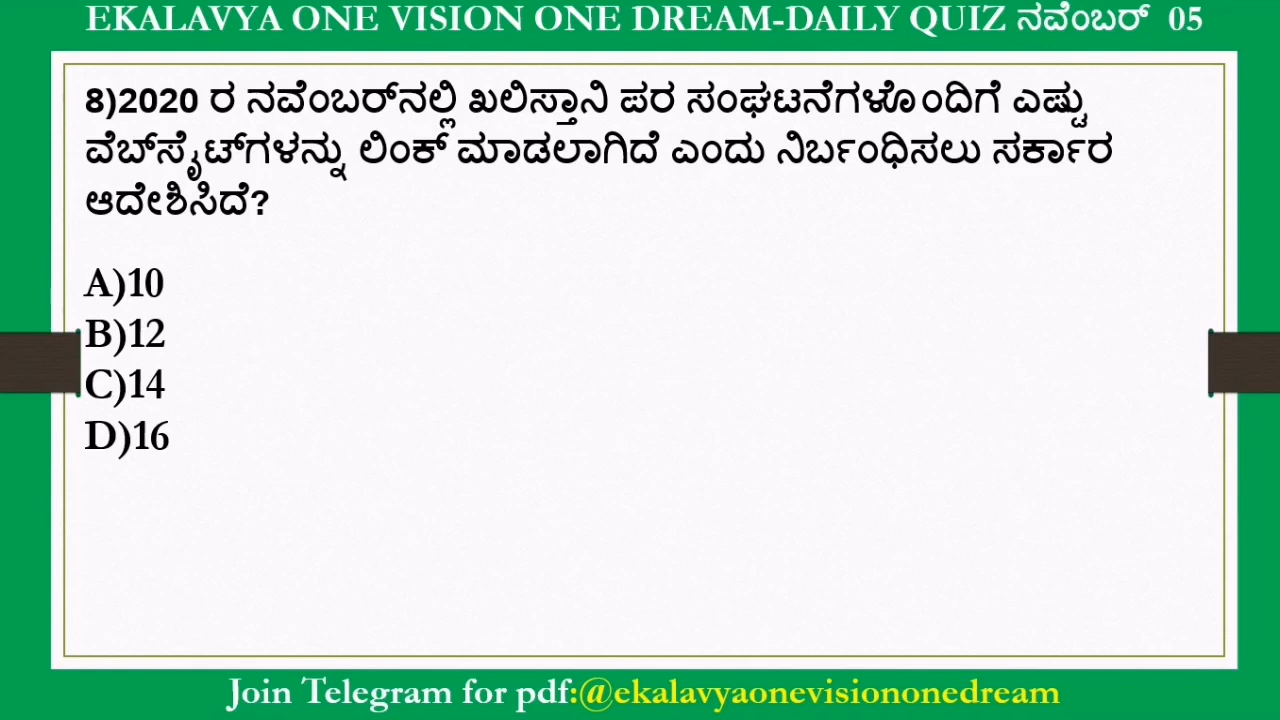 EKALAVYA ONE VISION ONE DREAM-DAILY QUIZ ನವೆಂಬರ್ 05
8)2020 ರ ನವೆಂಬರ್‌ನಲ್ಲಿ ಖಲಿಸ್ತಾನಿ ಪರ ಸಂಘಟನೆಗಳೊಂದಿಗೆ ಎಷ್ಟು
ವೆಬ್‌ಸೈಟ್‌ಗಳನ್ನು ಲಿಂಕ್ ಮಾಡಲಾಗಿದೆ ಎಂದು ನಿರ್ಬಂಧಿಸಲು ಸರ್ಕಾರ
ಆದೇಶಿಸಿದೆ?
A)10
B)12
C)14
D)16
Join Telegram for pdf:@ekalavyaonevisiononedream